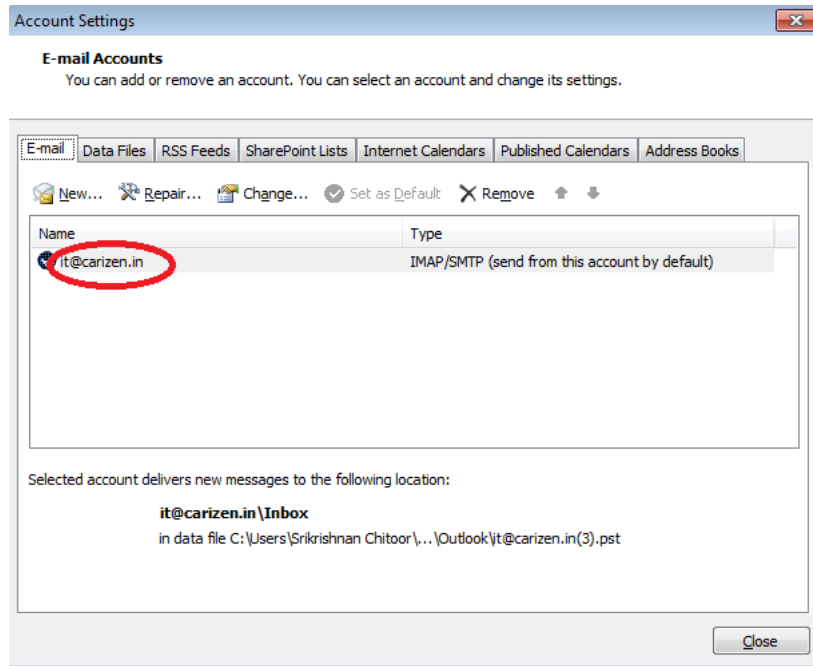 Account Settings
E-mail Accounts
You can add or remove an account. You can select an account and change its settings.
E-mail Data Files RSS Feeds SharePoint Lists Internet Calendars Published Calendars Address Books
New... Repair... Change... Set as Default Remove
Name Type
it@carizen.in IMAP/SMTP (send from this account by default)
Selected account delivers new messages to the following location:
it@carizen.in\Inbox
in data file C:\Users\Srikrishnan Chitoor\...\Outlook\it@carizen.in(3).pst
Close